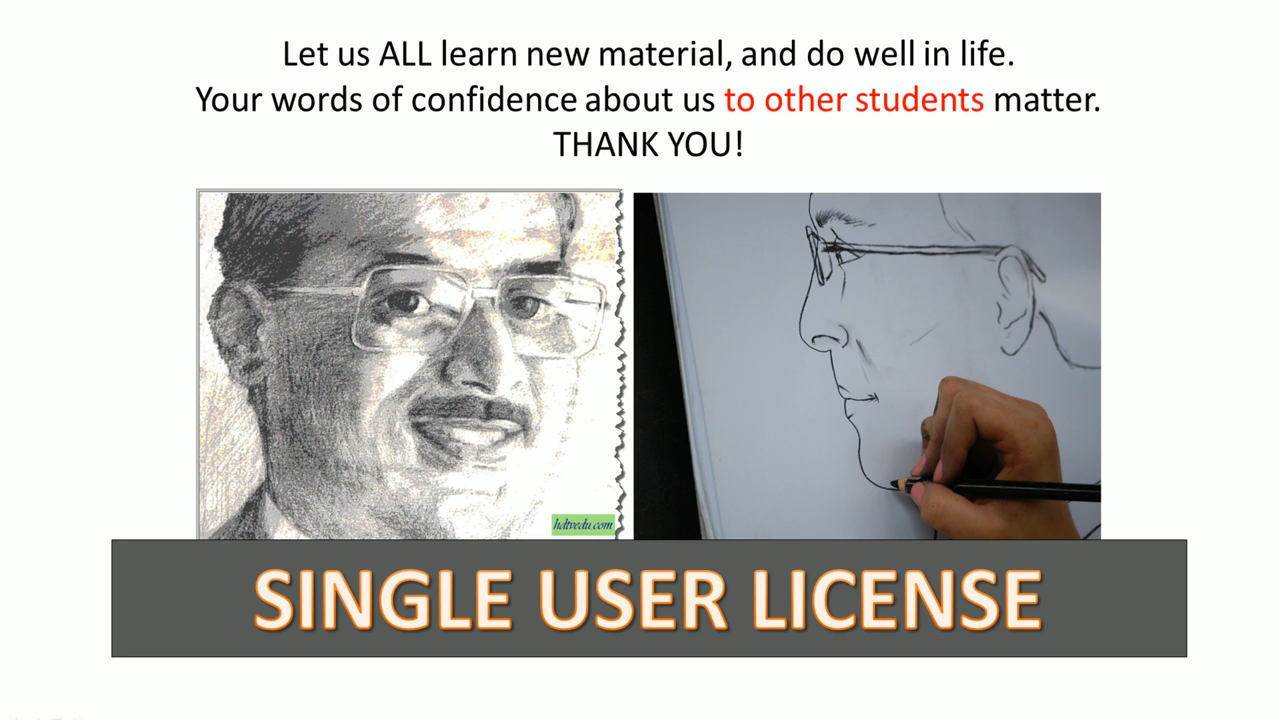 Let us ALL learn new material, and do well in life.
Your words of confidence about us to other students matter.
THANK YOU!
hdtvedu.com
SINGLE USER LICENSE